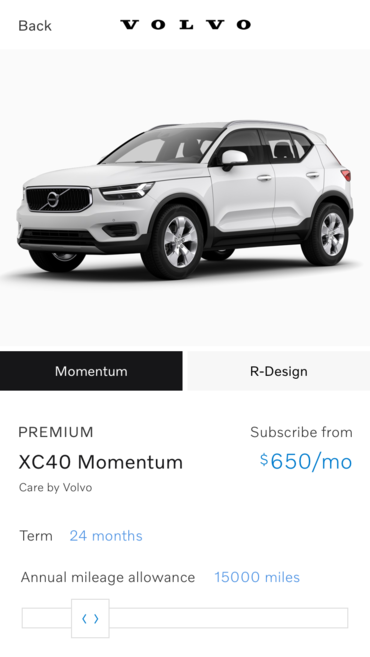 Back
VOLVO
Momentum
R-Design
PREMIUM
Subscribe from
XC40 Momentum
$650/mo
Care by Volvo
Term 24 months
Annual mileage allowance 15000 miles